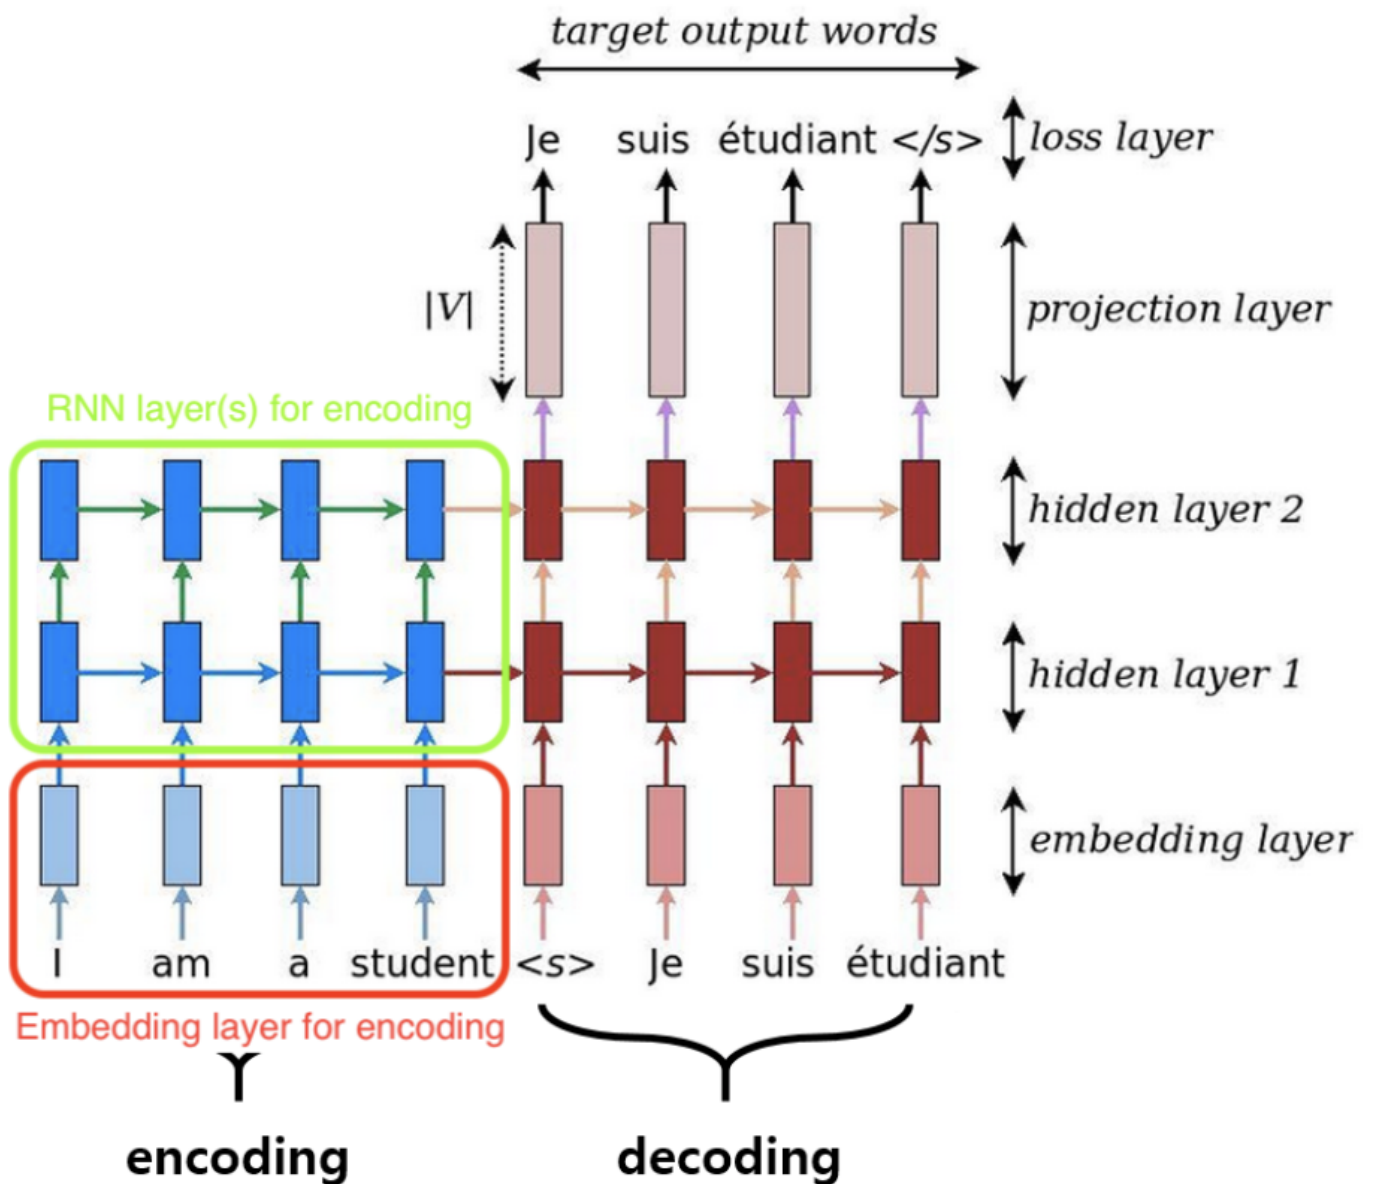 target output words
Je suis étudiant </s> loss layer
|V| projection layer
RNN layer(s) for encoding
hidden layer 2
hidden layer 1
embedding layer
I am a student <s> Je suis étudiant
Embedding layer for encoding
encoding decoding